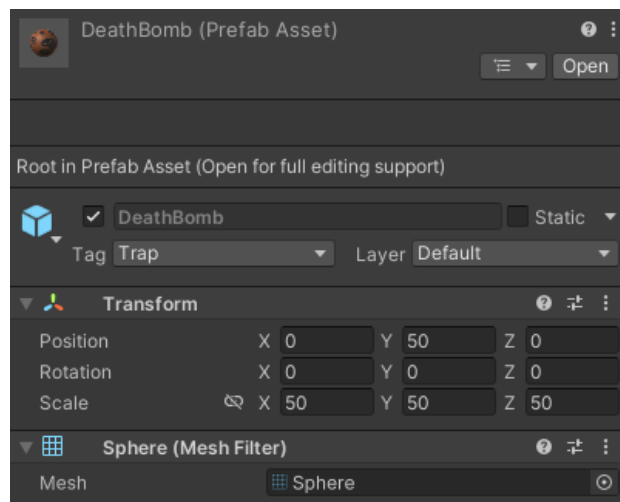 DeathBomb (Prefab Asset)
Open
Root in Prefab Asset (Open for full editing support)
DeathBomb Static
Tag Trap Layer Default
Transform
Position X 0 Y 50 Z 0
Rotation X 0 Y 0 Z 0
Scale X 50 Y 50 Z 50
Sphere (Mesh Filter)
Mesh Sphere